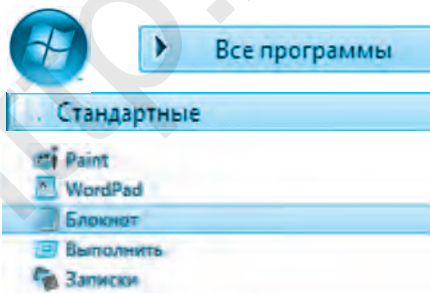 Все программы
Стандартные
Paint
WordPad
Блокнот
Выполнить
Записки